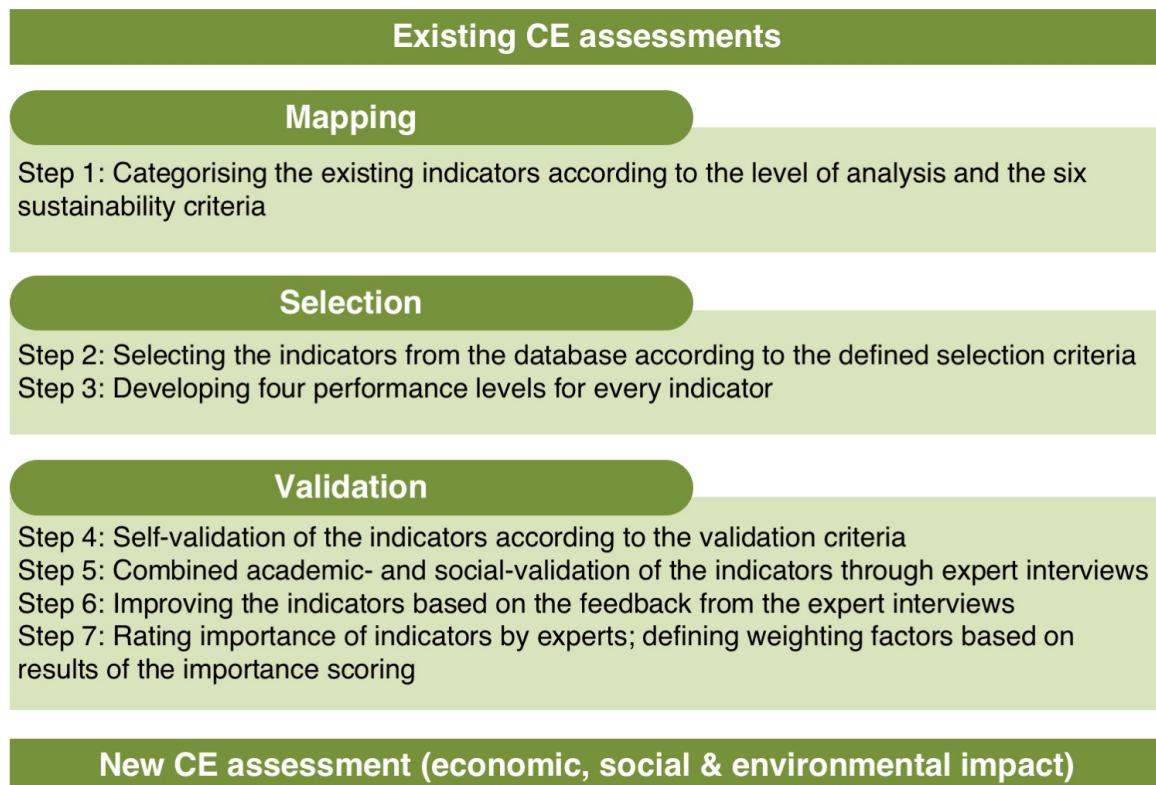 Existing CE assessments
Mapping
Step 1: Categorising the existing indicators according to the level of analysis and the six
sustainability criteria
Selection
Step 2: Selecting the indicators from the database according to the defined selection criteria
Step 3: Developing four performance levels for every indicator
Validation
Step 4: Self-validation of the indicators according to the validation criteria
Step 5: Combined academic- and social-validation of the indicators through expert interviews
Step 6: Improving the indicators based on the feedback from the expert interviews
Step 7: Rating importance of indicators by experts; defining weighting factors based on
results of the importance scoring
New CE assessment (economic, social & environmental impact)